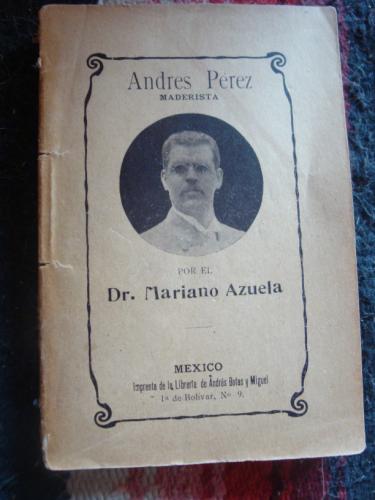 Andres Pérez
MADERISTA
POR EL
Dr. Mariano Azuela
MEXICO
Imprenta de la Librería de Andrés Botas y Miguel
1ª de Bolivar, Nº 9.